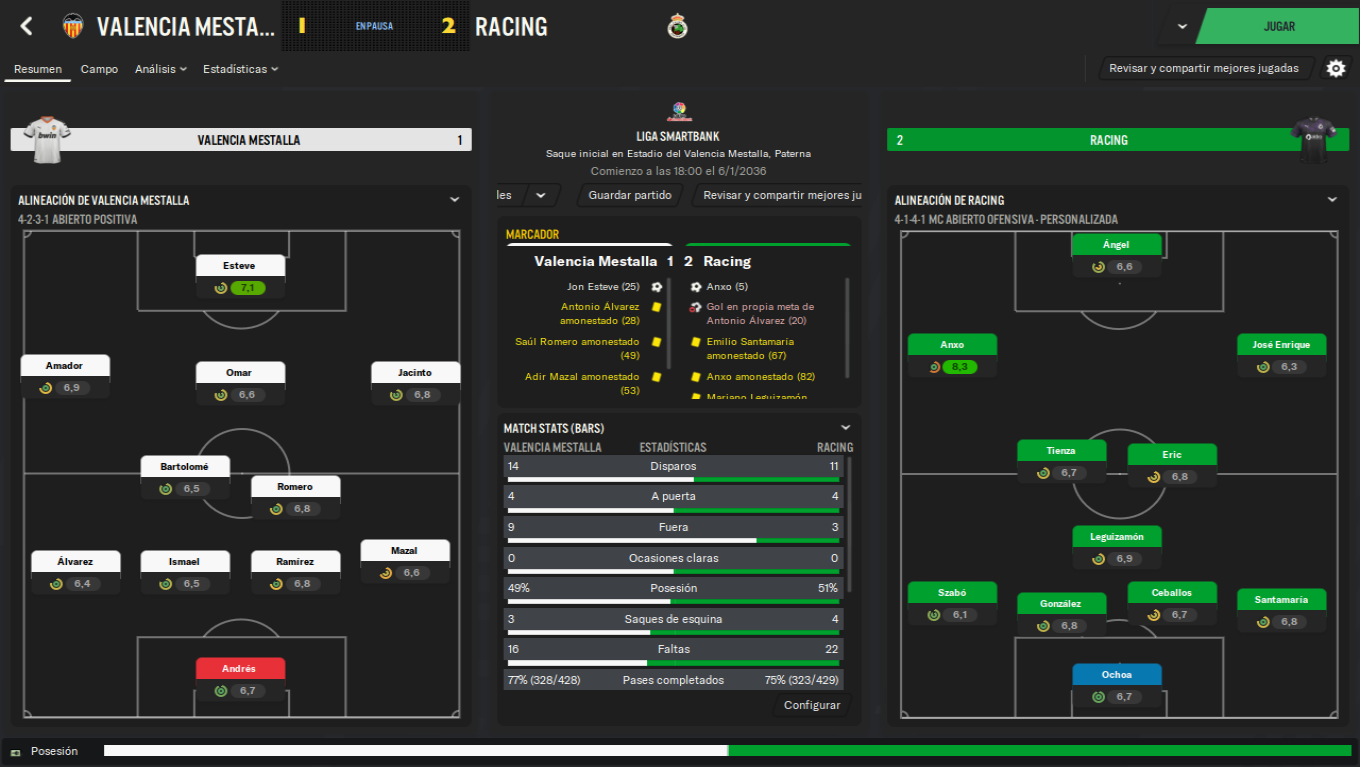 VALENCIA MESTA...
1
EN PAUSA
2
RACING
JUGAR
Resumen
Campo
Análisis
Estadísticas
Revisar y compartir mejores jugadas
VALENCIA MESTALLA
1
LIGA SMARTBANK
Saque inicial en Estadio del Valencia Mestalla, Paterna
Comienzo a las 18:00 el 6/1/2036
2
RACING
les
Guardar partido
Revisar y compartir mejores ju
ALINEACIÓN DE VALENCIA MESTALLA
4-2-3-1 ABIERTO POSITIVA
Esteve
7,1
Amador
6,9
Omar
6,6
Jacinto
6,8
Bartolomé
6,5
Romero
6,8
Álvarez
6,4
Ismael
6,5
Ramírez
6,8
Mazal
6,6
Andrés
6,7
MARCADOR
Valencia Mestalla 1 2 Racing
Jon Esteve (25)
Antonio Álvarez
amonestado (28)
Saúl Romero amonestado
(49)
Adir Mazal amonestado
(53)
Anxo (5)
Gol en propia meta de
Antonio Álvarez (20)
Emilio Santamaria
amonestado (67)
Anxo amonestado (82)
Mariano Leguizamón
MATCH STATS (BARS)
VALENCIA MESTALLA ESTADÍSTICAS RACING
14 Disparos 11
4 A puerta 4
9 Fuera 3
0 Ocasiones claras 0
49% Posesión 51%
3 Saques de esquina 4
16 Faltas 22
77% (328/428) Pases completados 75% (323/429)
Configurar
ALINEACIÓN DE RACING
4-1-4-1 MC ABIERTO OFENSIVA - PERSONALIZADA
Ángel
6,6
Anxo
8,3
José Enrique
6,3
Tienza
6,7
Eric
6,8
Leguizamón
6,9
Szabó
6,1
González
6,8
Ceballos
6,7
Santamaría
6,8
Ochoa
6,7
Posesión